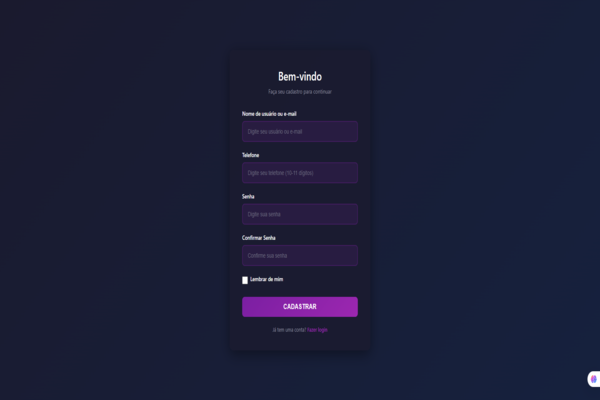 Bem-vindo
Faça seu cadastro para continuar
Nome de usuário ou e-mail
Digite seu usuário ou e-mail
Telefone
Digite seu telefone (10-11 dígitos)
Senha
Digite sua senha
Confirmar Senha
Confirme sua senha
Lembrar de mim
CADASTRAR
Já tem uma conta? Fazer login